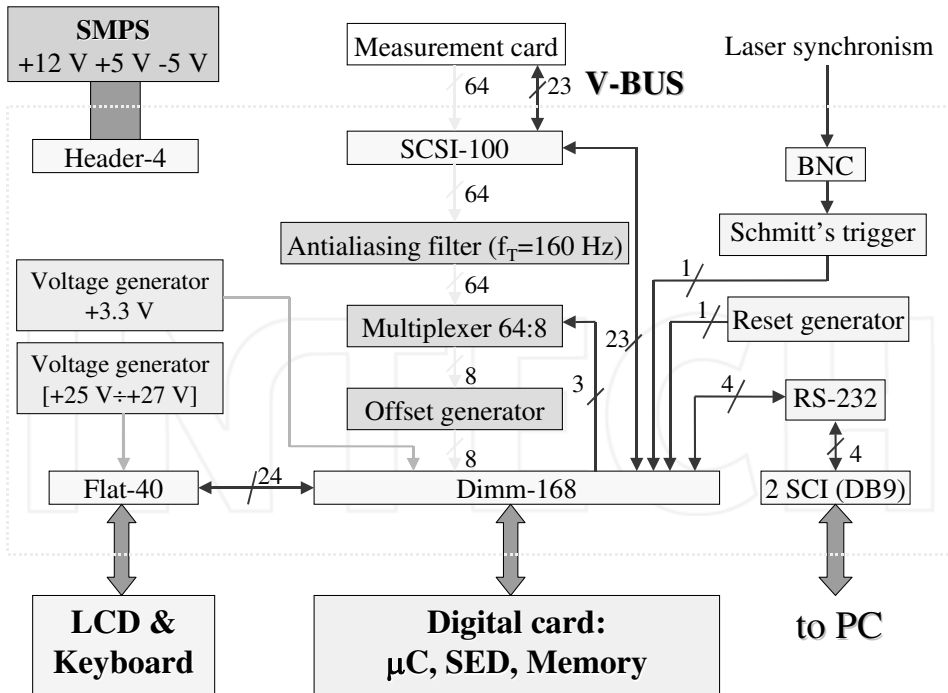 SMPS
+12 V +5 V -5 V
Measurement card
Laser synchronism
64
23
V-BUS
Header-4
SCSI-100
BNC
64
Antialiasing filter (fT=160 Hz)
Schmitt's trigger
Voltage generator
+3.3 V
64
1
Multiplexer 64:8
1
Reset generator
23
Voltage generator
[+25 V÷+27 V]
8
3
4
RS-232
Offset generator
8
4
24
Flat-40
Dimm-168
2 SCI (DB9)
LCD &
Keyboard
Digital card:
μC, SED, Memory
to PC
INTECH